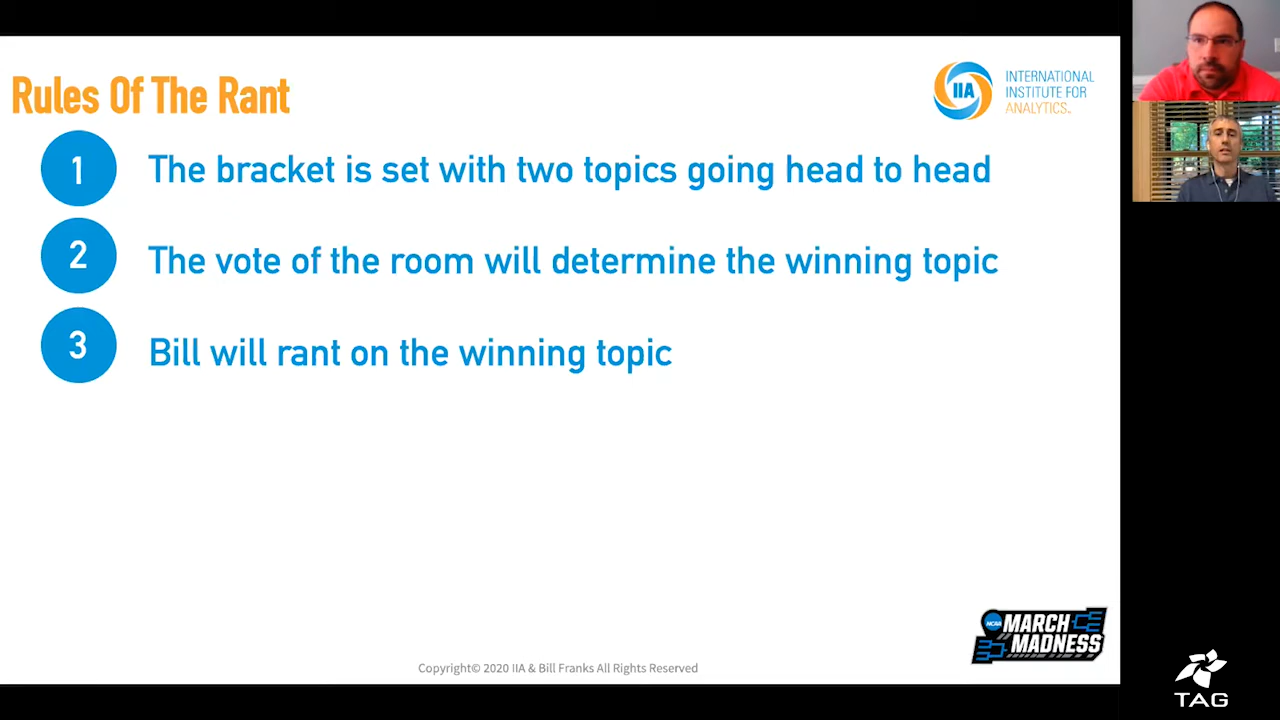 Rules Of The Rant
IIA
INTERNATIONAL
INSTITUTE FOR
ANALYTICS
1
The bracket is set with two topics going head to head
2
The vote of the room will determine the winning topic
3
Bill will rant on the winning topic
NCAA
MARCH
MADNESS
Copyright© 2020 IIA & Bill Franks All Rights Reserved
TAG